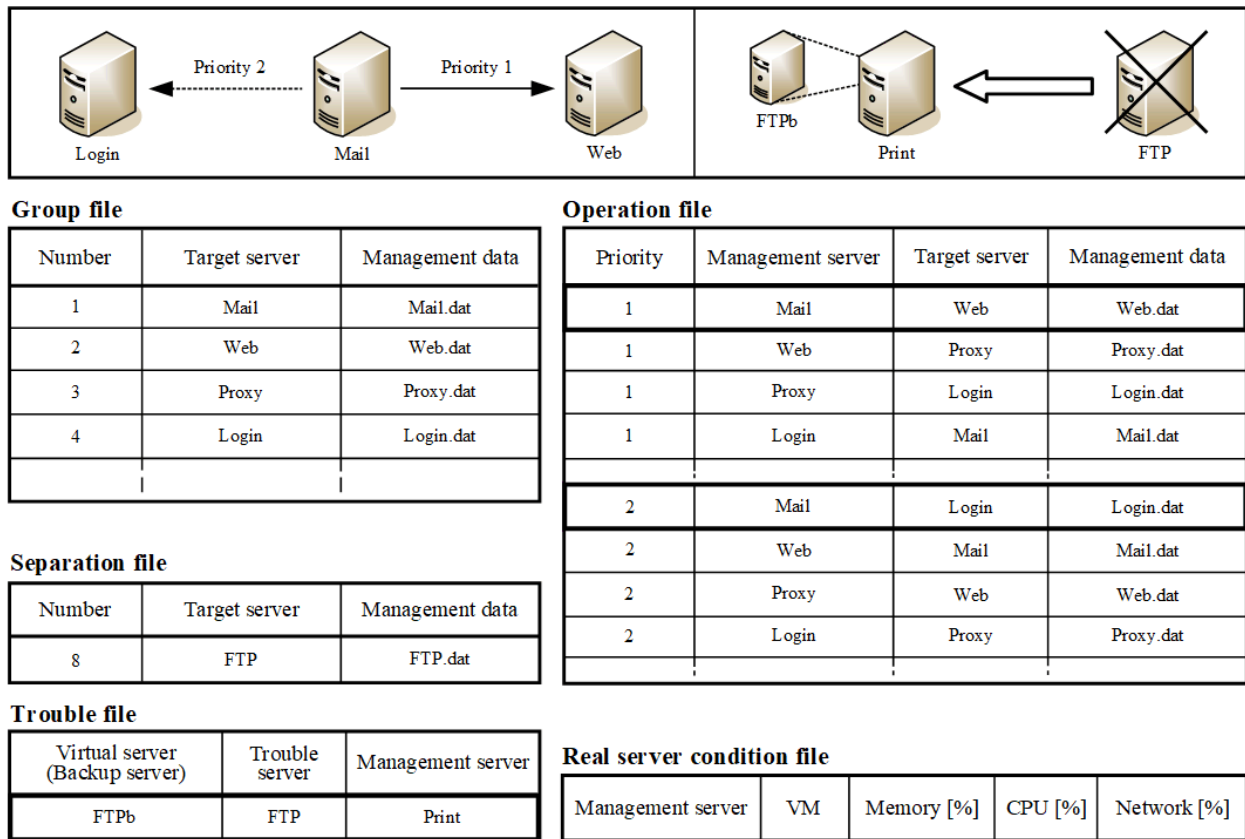 Priority 2
Priority 1
Login
Mail
Web
FTPb
Print
FTP
Group file
Number Target server Management data
1 Mail Mail.dat
2 Web Web.dat
3 Proxy Proxy.dat
4 Login Login.dat
Separation file
Number Target server Management data
8 FTP FTP.dat
Trouble file
Virtual server
(Backup server)
Trouble
server
Management server
FTPb FTP Print
Operation file
Priority Management server Target server Management data
1 Mail Web Web.dat
1 Web Proxy Proxy.dat
1 Proxy Login Login.dat
1 Login Mail Mail.dat
2 Mail Login Login.dat
2 Web Mail Mail.dat
2 Proxy Web Web.dat
2 Login Proxy Proxy.dat
Real server condition file
Management server VM Memory [%] CPU [%] Network [%]